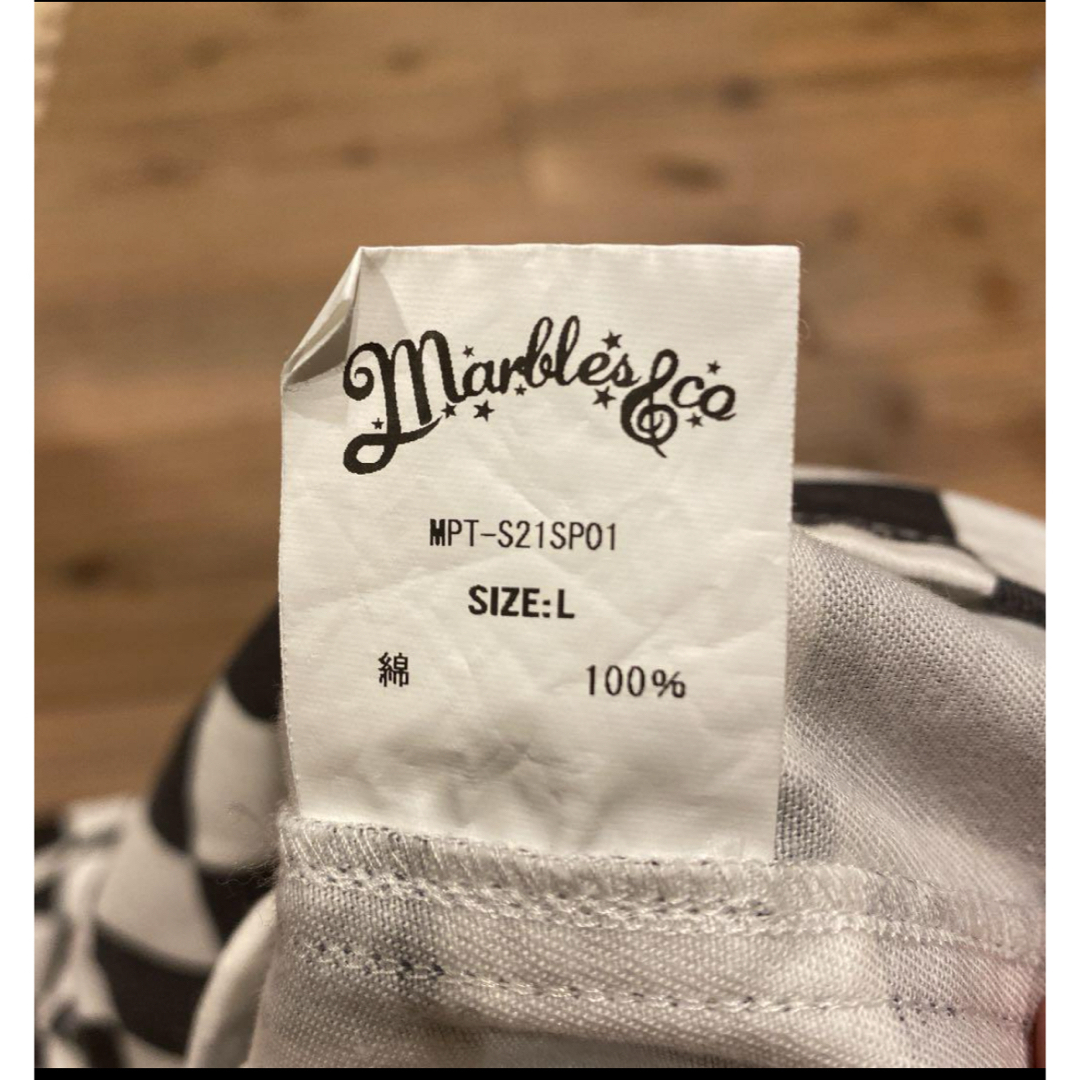 Marbles&co
MPT-S21SP01
SIZE:L
綿 100%